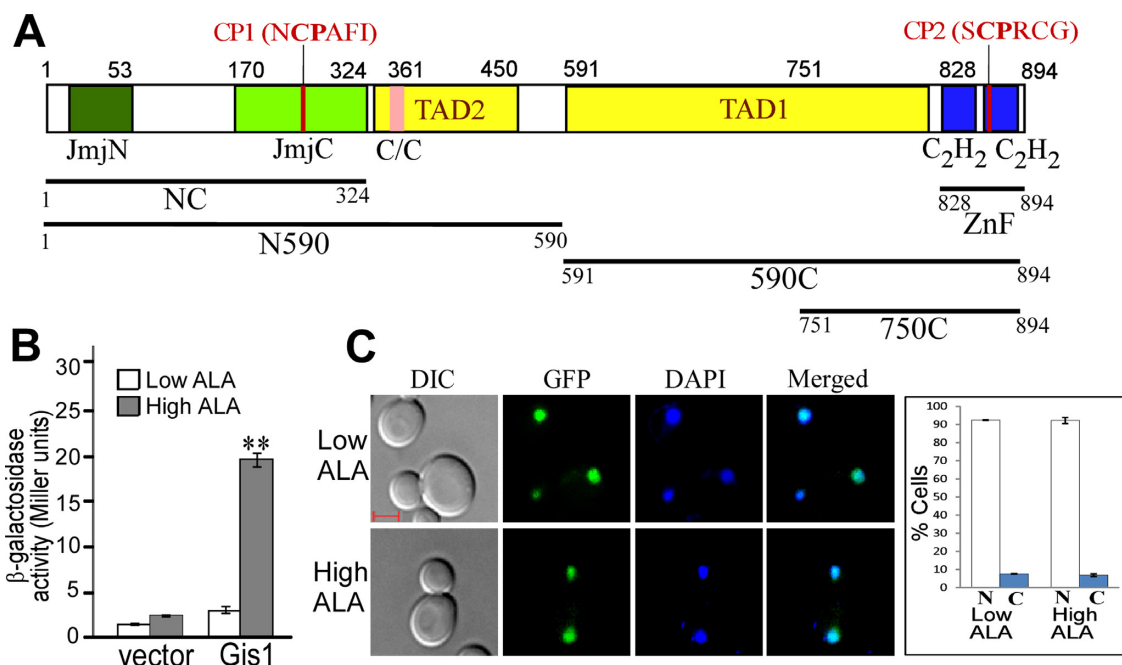 A
CP1 (NCPAFI)
CP2 (SCPRCG)
1 53 170 324 361 450 591 751 828 894
TAD2 TAD1
JmjN JmjC C/C C2H2 C2H2
1 NC 324
828 ZnF 894
1 N590 590
591 590C 894
751 750C 894
B
β-galactosidase
activity (Miller units)
30
25
20
15
10
5
0
Low ALA
High ALA
**
vector Gis1
C
DIC GFP DAPI Merged
Low
ALA
High
ALA
% Cells
100
90
80
70
60
50
40
30
20
10
0
N C N C
Low High
ALA ALA